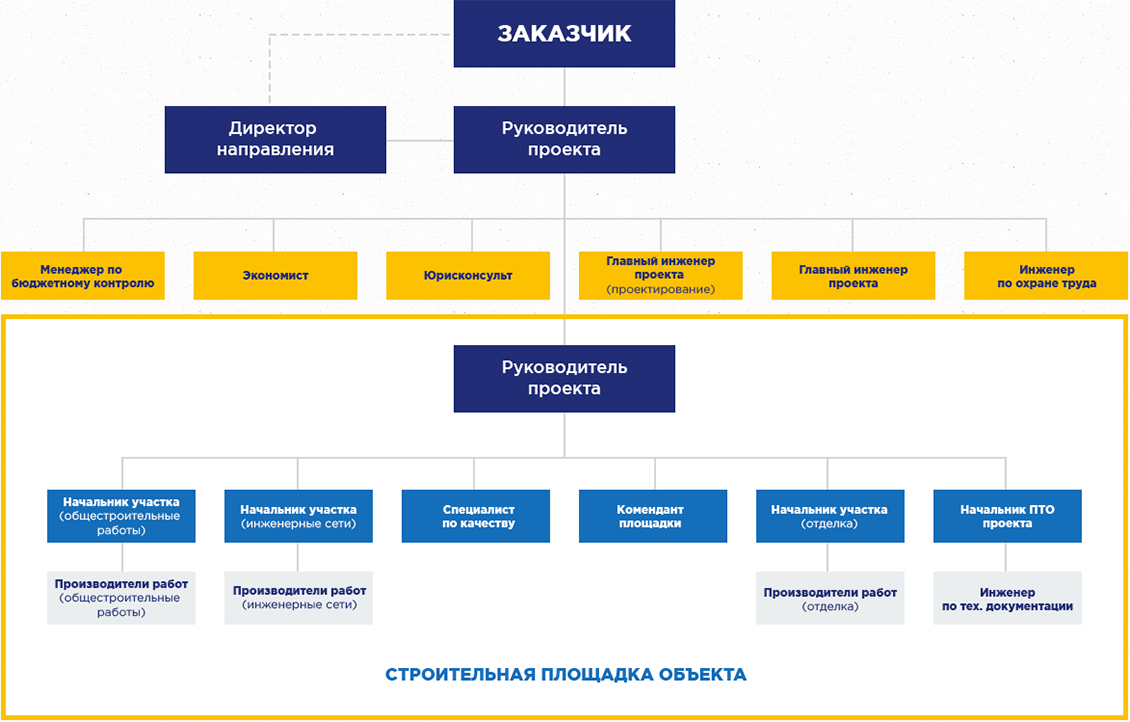 ЗАКАЗЧИК
Директор
направления
Руководитель
проекта
Менеджер по
бюджетному контролю
Экономист
Юрисконсульт
Главный инженер
проекта
(проектирование)
Главный инженер
проекта
Инженер
по охране труда
Руководитель
проекта
Начальник участка
(общестроительные
работы)
Начальник участка
(инженерные сети)
Специалист
по качеству
Комендант
площадки
Начальник участка
(отделка)
Начальник ПТО
проекта
Производители работ
(общестроительные
работы)
Производители работ
(инженерные сети)
Производители работ
(отделка)
Инженер
по тех. документации
СТРОИТЕЛЬНАЯ ПЛОЩАДКА ОБЪЕКТА